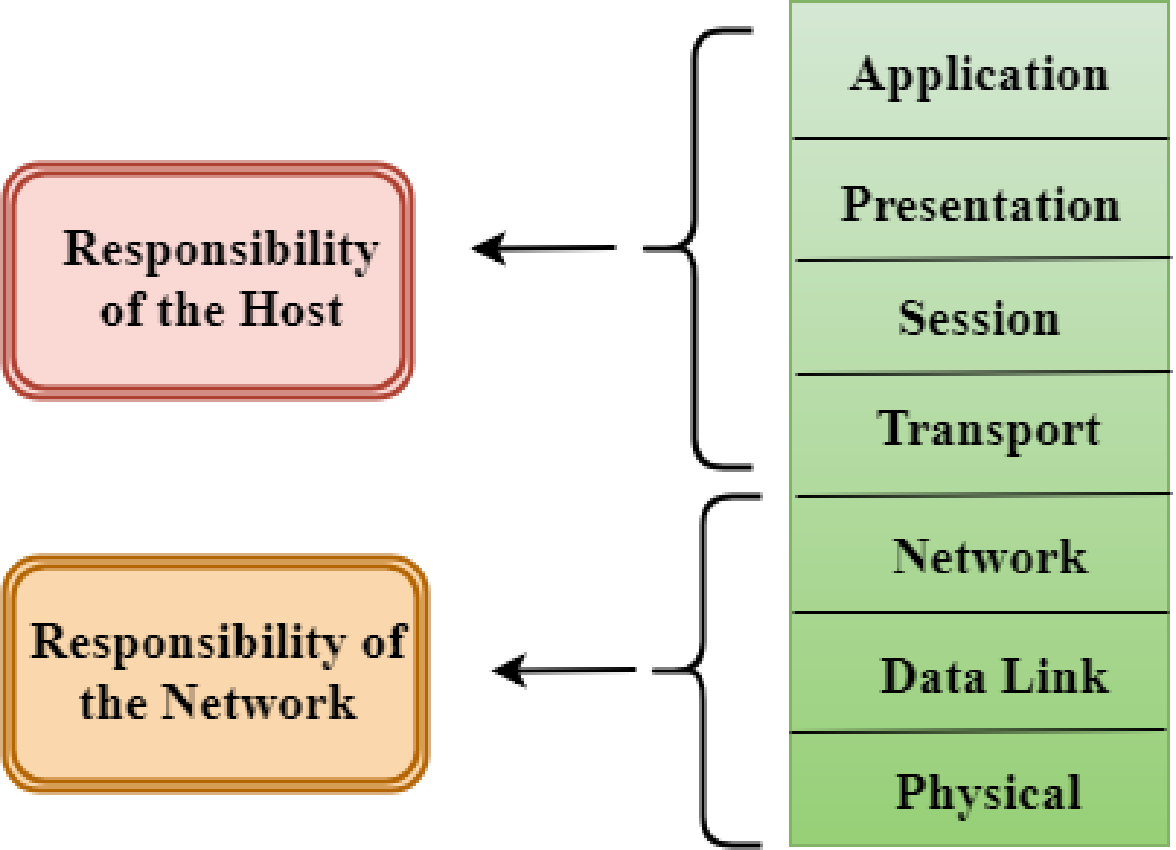 Application
Presentation
Session
Transport
Network
Data Link
Physical
Responsibility
of the Host
Responsibility of
the Network